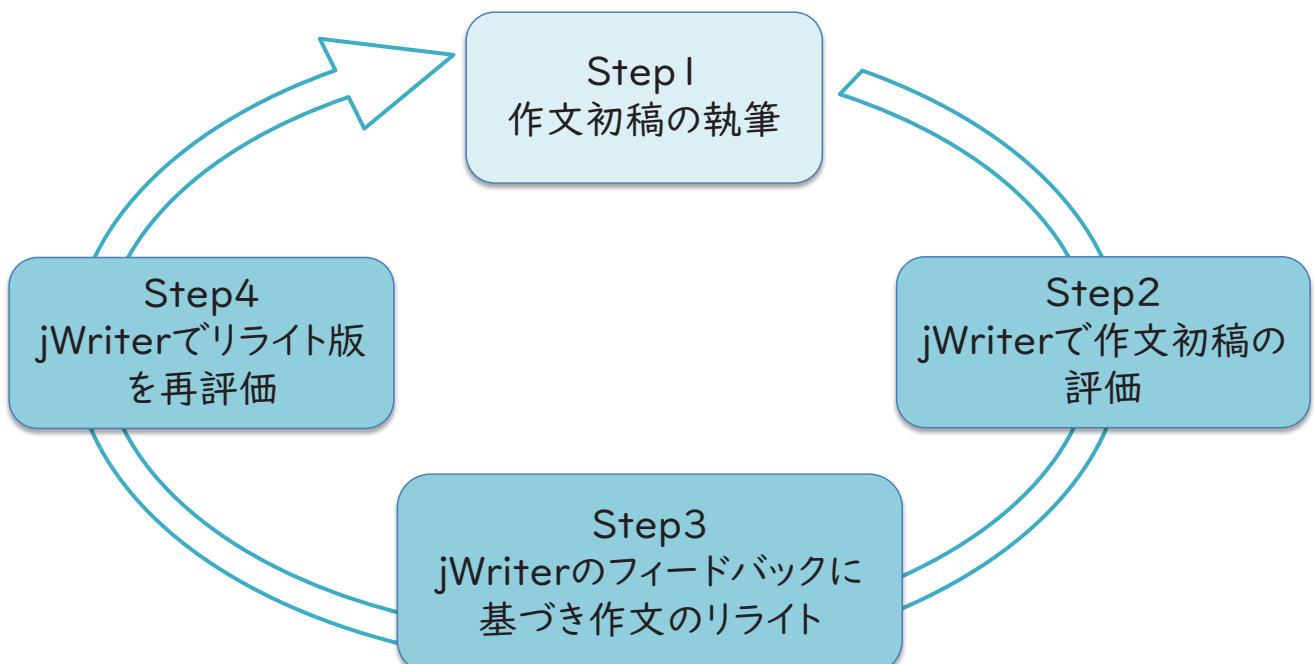 Step1
作文初稿の執筆
Step2
jWriterで作文初稿の
評価
Step3
jWriterのフィードバックに
基づき作文のリライト
Step4
jWriterでリライト版
を再評価